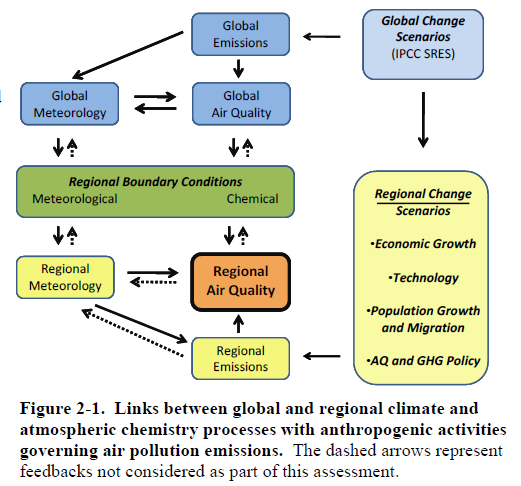 Global
Emissions
Global Change
Scenarios
(IPCC SRES)
Global
Meteorology
Global
Air Quality
Regional Boundary Conditions
Meteorological Chemical
Regional Change
Scenarios
•Economic Growth
•Technology
•Population Growth
and Migration
•AQ and GHG Policy
Regional
Meteorology
Regional
Air Quality
Regional
Emissions
Figure 2-1. Links between global and regional climate and
atmospheric chemistry processes with anthropogenic activities
governing air pollution emissions. The dashed arrows represent
feedbacks not considered as part of this assessment.